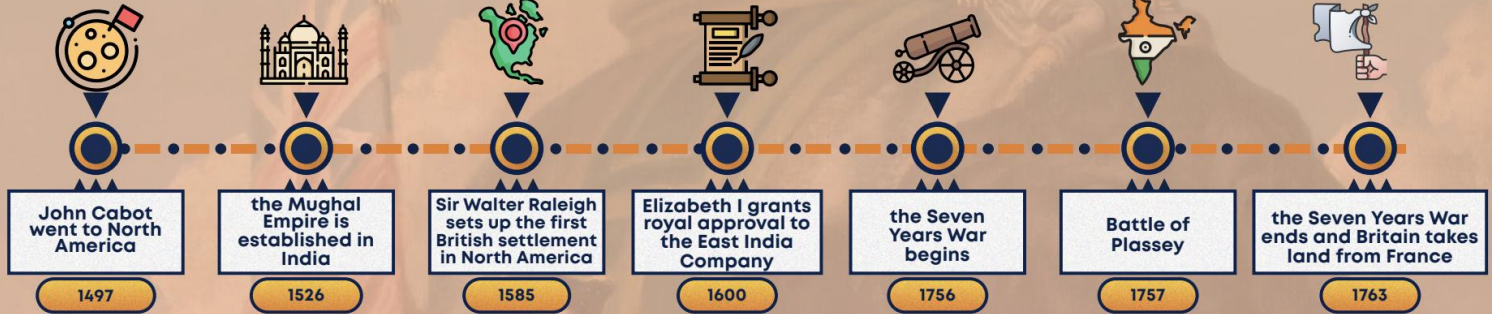 John Cabot
went to North
America
1497
the Mughal
Empire is
established in
India
1526
Sir Walter Raleigh
sets up the first
British settlement
in North America
1585
Elizabeth I grants
royal approval to
the East India
Company
1600
the Seven
Years War
begins
1756
Battle of
Plassey
1757
the Seven Years War
ends and Britain takes
land from France
1763